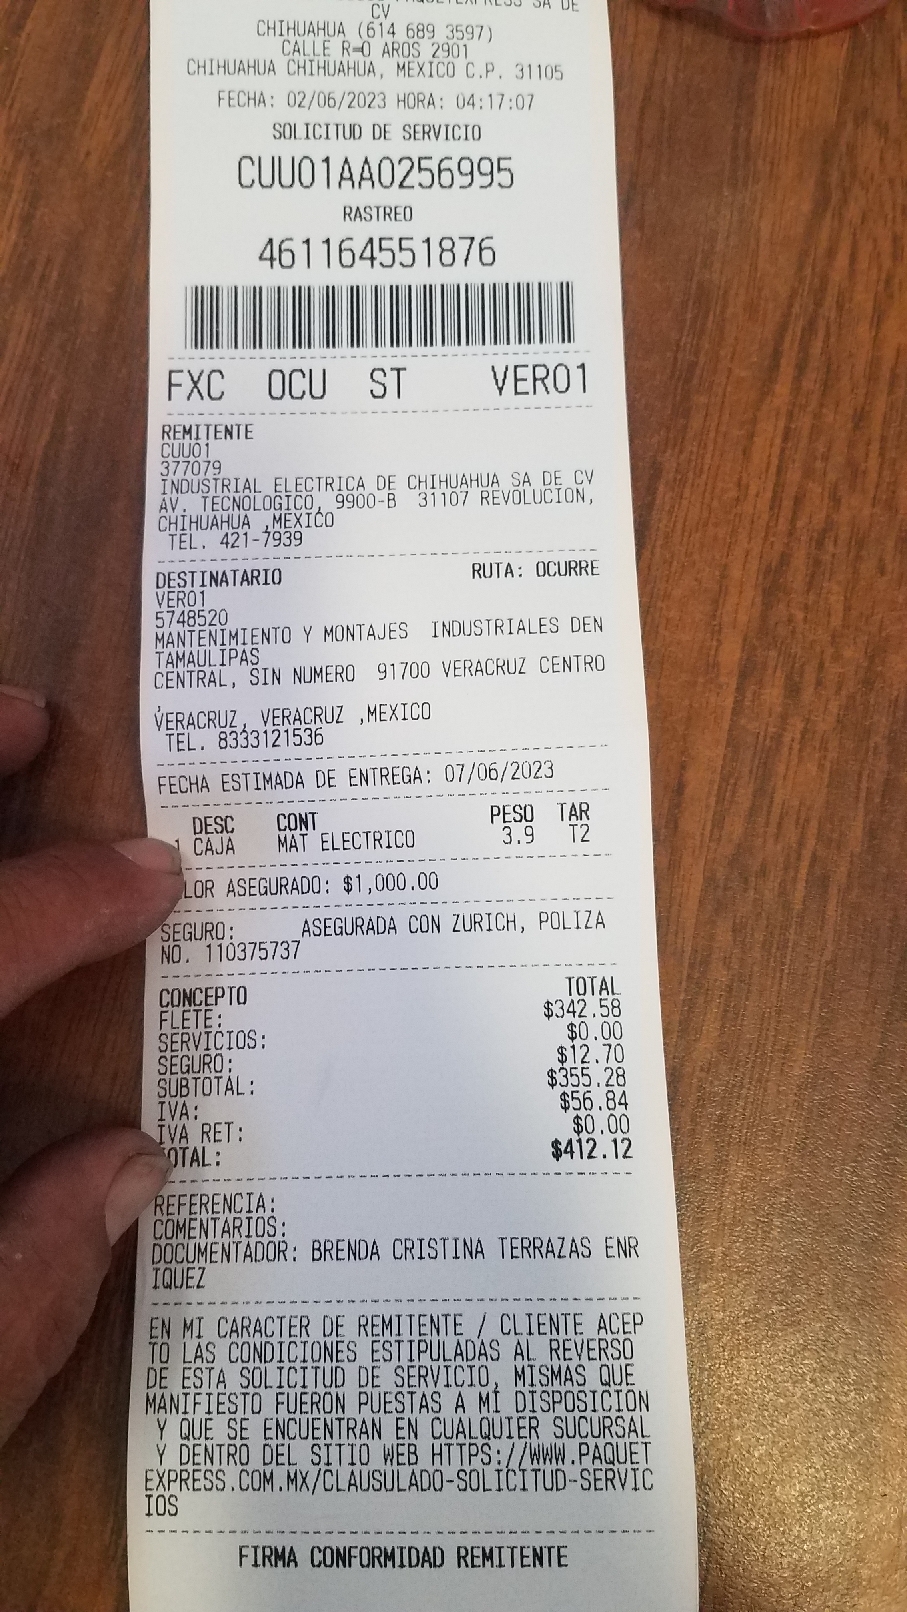 PAQUETEXPRESS SA DE
CV
CHIHUAHUA (614 689 3597)
CALLE R=O AROS 2901
CHIHUAHUA CHIHUAHUA, MEXICO C.P. 31105
FECHA: 02/06/2023 HORA: 04:17:07
SOLICITUD DE SERVICIO
CUU01AA0256995
RASTREO
461164551876
FXC OCU ST VER01
REMITENTE
CUU01
377079
INDUSTRIAL ELECTRICA DE CHIHUAHUA SA DE CV
AV. TECNOLOGICO, 9900-B 31107 REVOLUCION,
CHIHUAHUA ,MEXICO
TEL. 421-7939
DESTINATARIO RUTA: OCURRE
VER01
5748520
MANTENIMIENTO Y MONTAJES INDUSTRIALES DEN
TAMAULIPAS
CENTRAL, SIN NUMERO 91700 VERACRUZ CENTRO
,
VERACRUZ, VERACRUZ ,MEXICO
TEL. 8333121536
FECHA ESTIMADA DE ENTREGA: 07/06/2023
DESC CONT PESO TAR
1 CAJA MAT ELECTRICO 3.9 T2
LOR ASEGURADO: $1,000.00
SEGURO: ASEGURADA CON ZURICH, POLIZA
NO. 110375737
CONCEPTO TOTAL
FLETE: $342.58
SERVICIOS: $0.00
SEGURO: $12.70
SUBTOTAL: $355.28
IVA: $56.84
IVA RET: $0.00
OTAL: $412.12
REFERENCIA:
COMENTARIOS:
DOCUMENTADOR: BRENDA CRISTINA TERRAZAS ENR
IQUEZ
EN MI CARACTER DE REMITENTE / CLIENTE ACEP
TO LAS CONDICIONES ESTIPULADAS AL REVERSO
DE ESTA SOLICITUD DE SERVICIO, MISMAS QUE
MANIFIESTO FUERON PUESTAS A MI DISPOSICION
Y QUE SE ENCUENTRAN EN CUALQUIER SUCURSAL
Y DENTRO DEL SITIO WEB HTTPS://WWW.PAQUET
EXPRESS.COM.MX/CLAUSULADO-SOLICITUD-SERVIC
IOS
FIRMA CONFORMIDAD REMITENTE